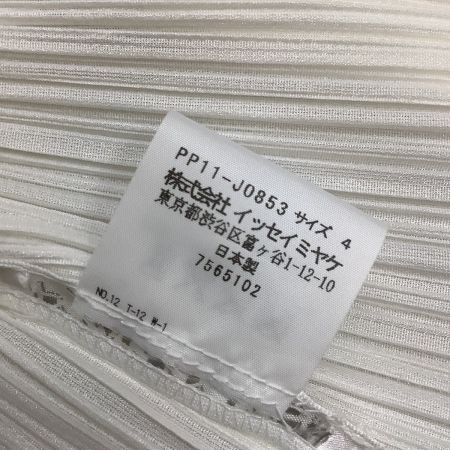 PP11-J0853 サイズ 4
株式会社 イッセイミヤケ
東京都渋谷区富ヶ谷1-12-10
日本製
7565102
NO.12 T-12 W-1